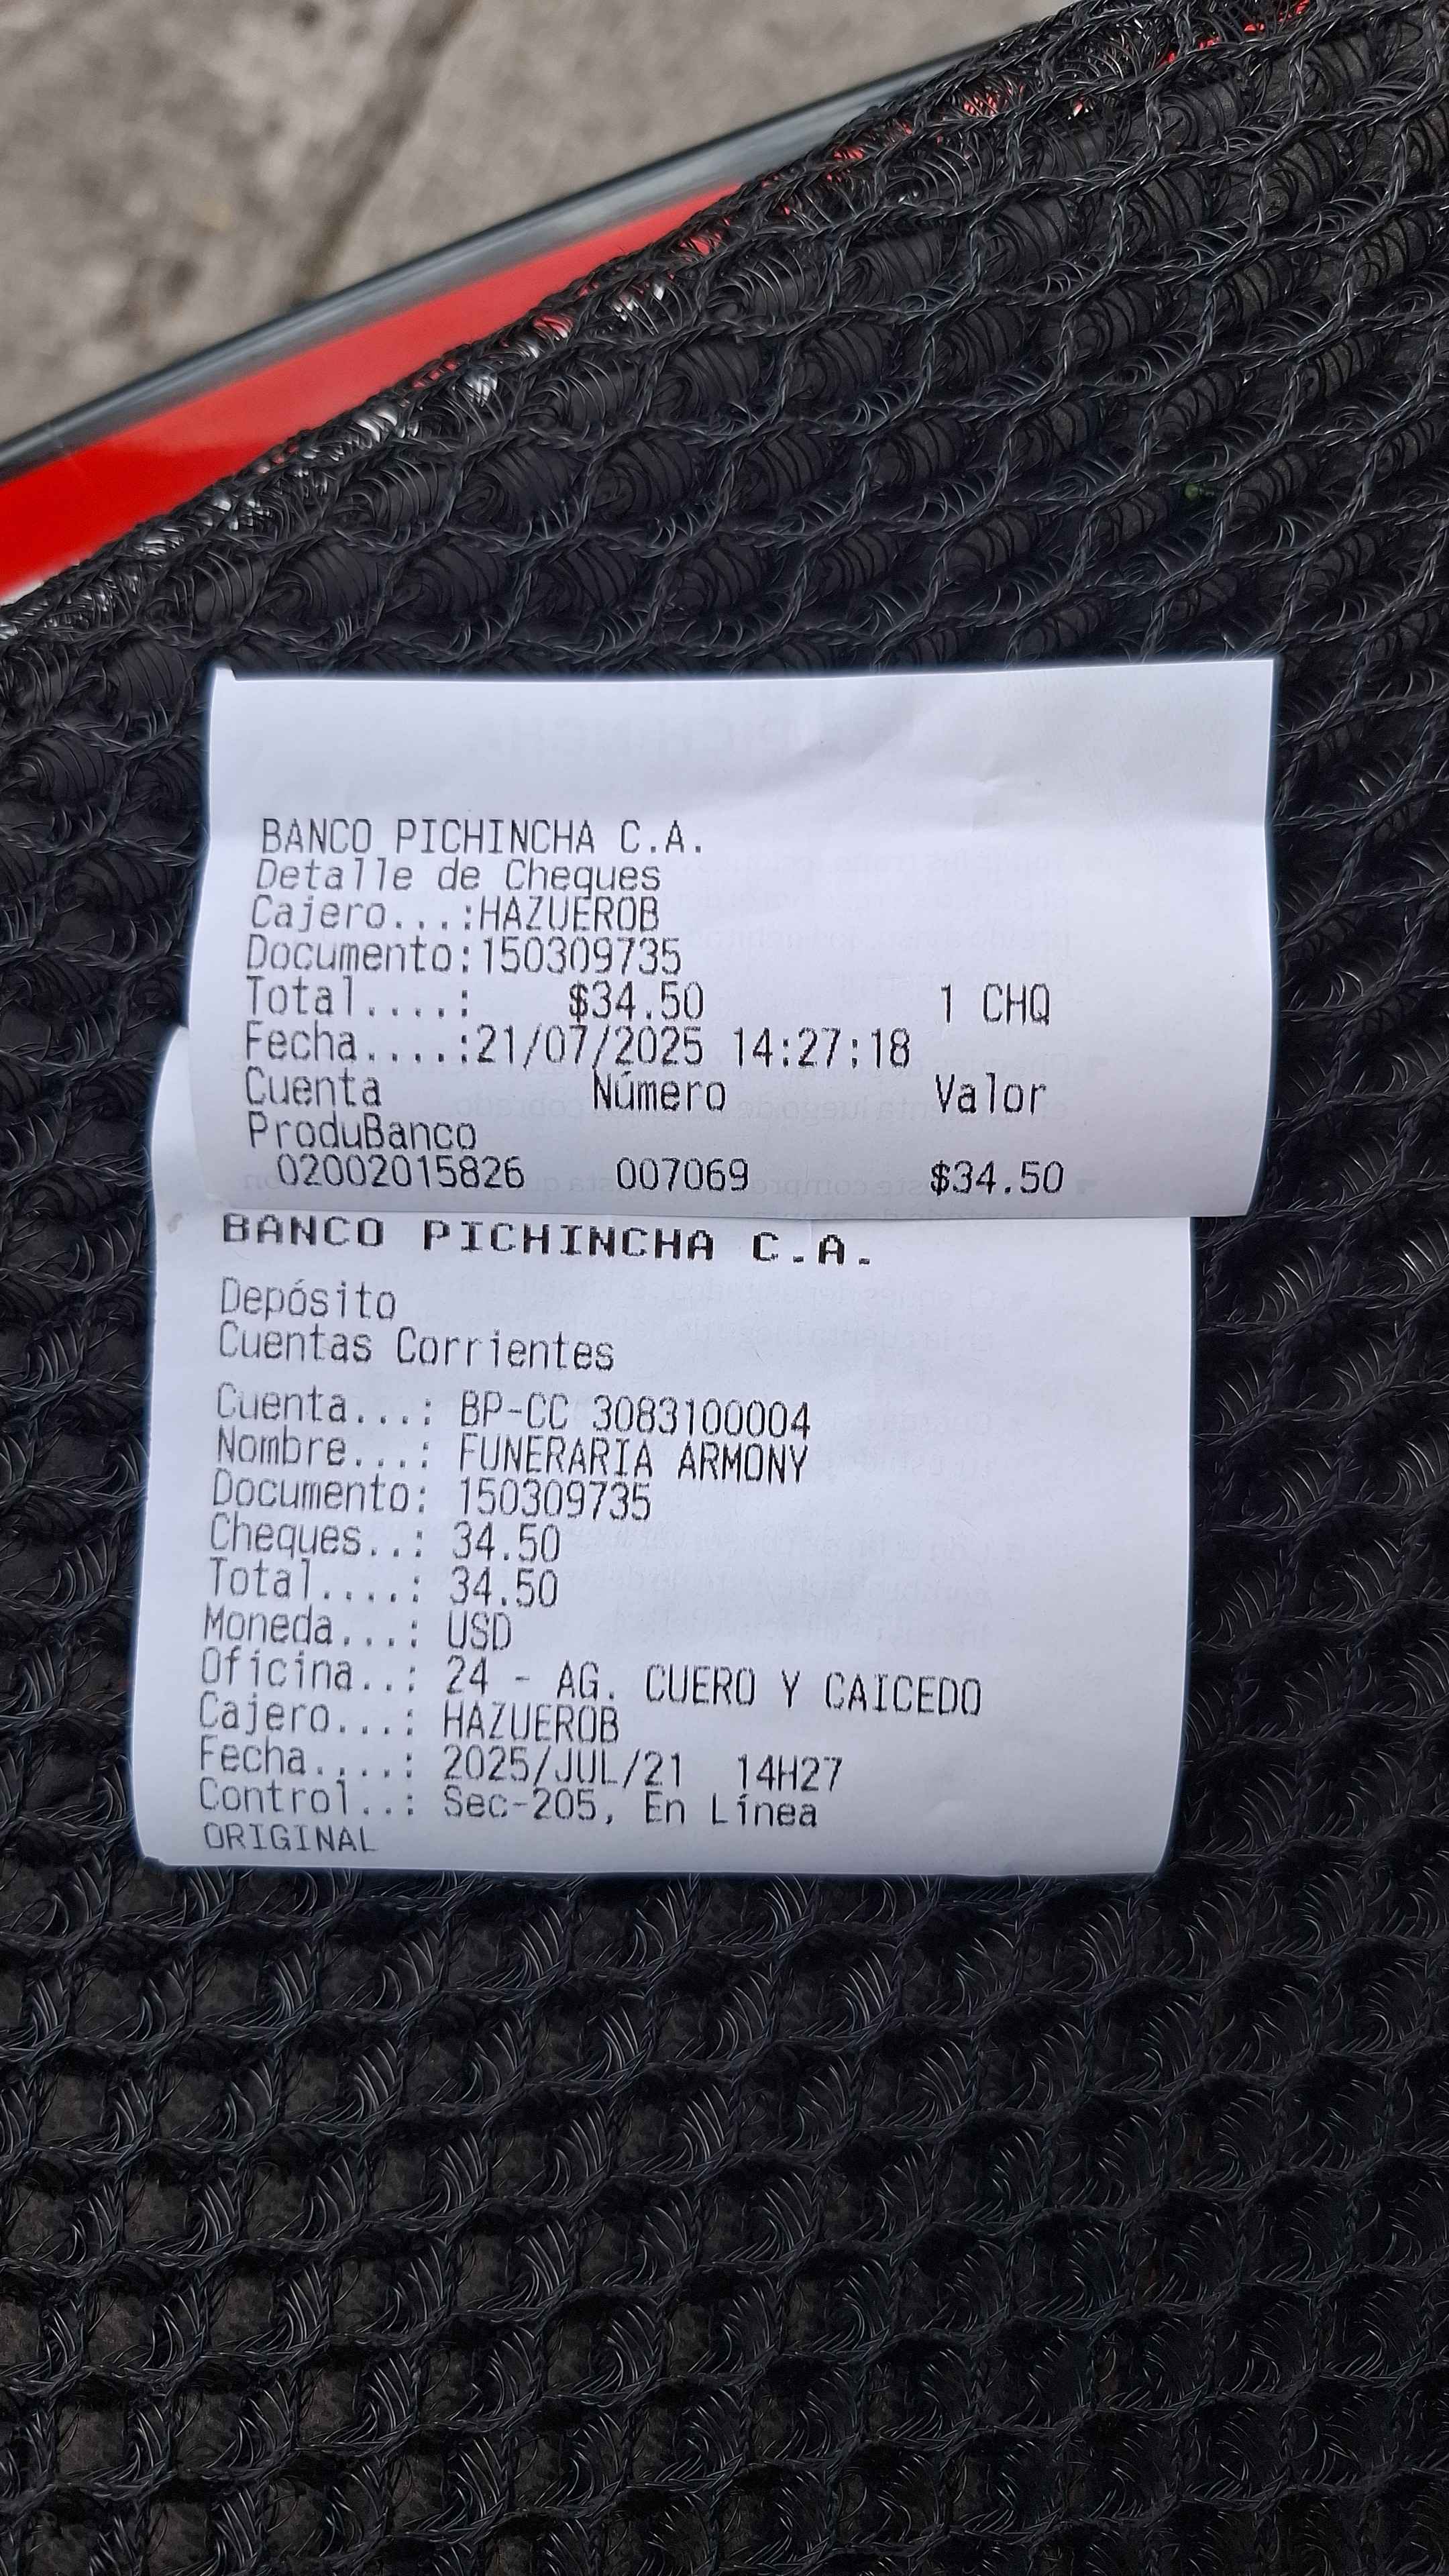 BANCO PICHINCHA C.A.
Detalle de Cheques
Cajero...:HAZUEROB
Documento:150309735
Total....: $34.50 1 CHQ
Fecha....:21/07/2025 14:27:18
Cuenta Número Valor
ProduBanco
02002015826 007069 $34.50
BANCO PICHINCHA C.A.
Depósito
Cuentas Corrientes
Cuenta...: BP-CC 3083100004
Nombre...: FUNERARIA ARMONY
Documento: 150309735
Cheques..: 34.50
Total....: 34.50
Moneda...: USD
Oficina..: 24 - AG. CUERO Y CAICEDO
Cajero...: HAZUEROB
Fecha....: 2025/JUL/21 14H27
Control..: Sec-205, En Línea
ORIGINAL